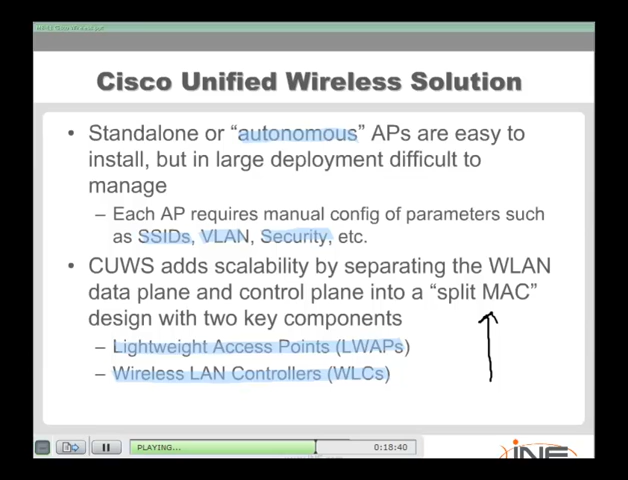 Cisco Unified Wireless Solution
• Standalone or “autonomous” APs are easy to
install, but in large deployment difficult to
manage
– Each AP requires manual config of parameters such
as SSIDs, VLAN, Security, etc.
• CUWS adds scalability by separating the WLAN
data plane and control plane into a “split MAC”
design with two key components
– Lightweight Access Points (LWAPs)
– Wireless LAN Controllers (WLCs)
PLAYING...
0:18:40
INE